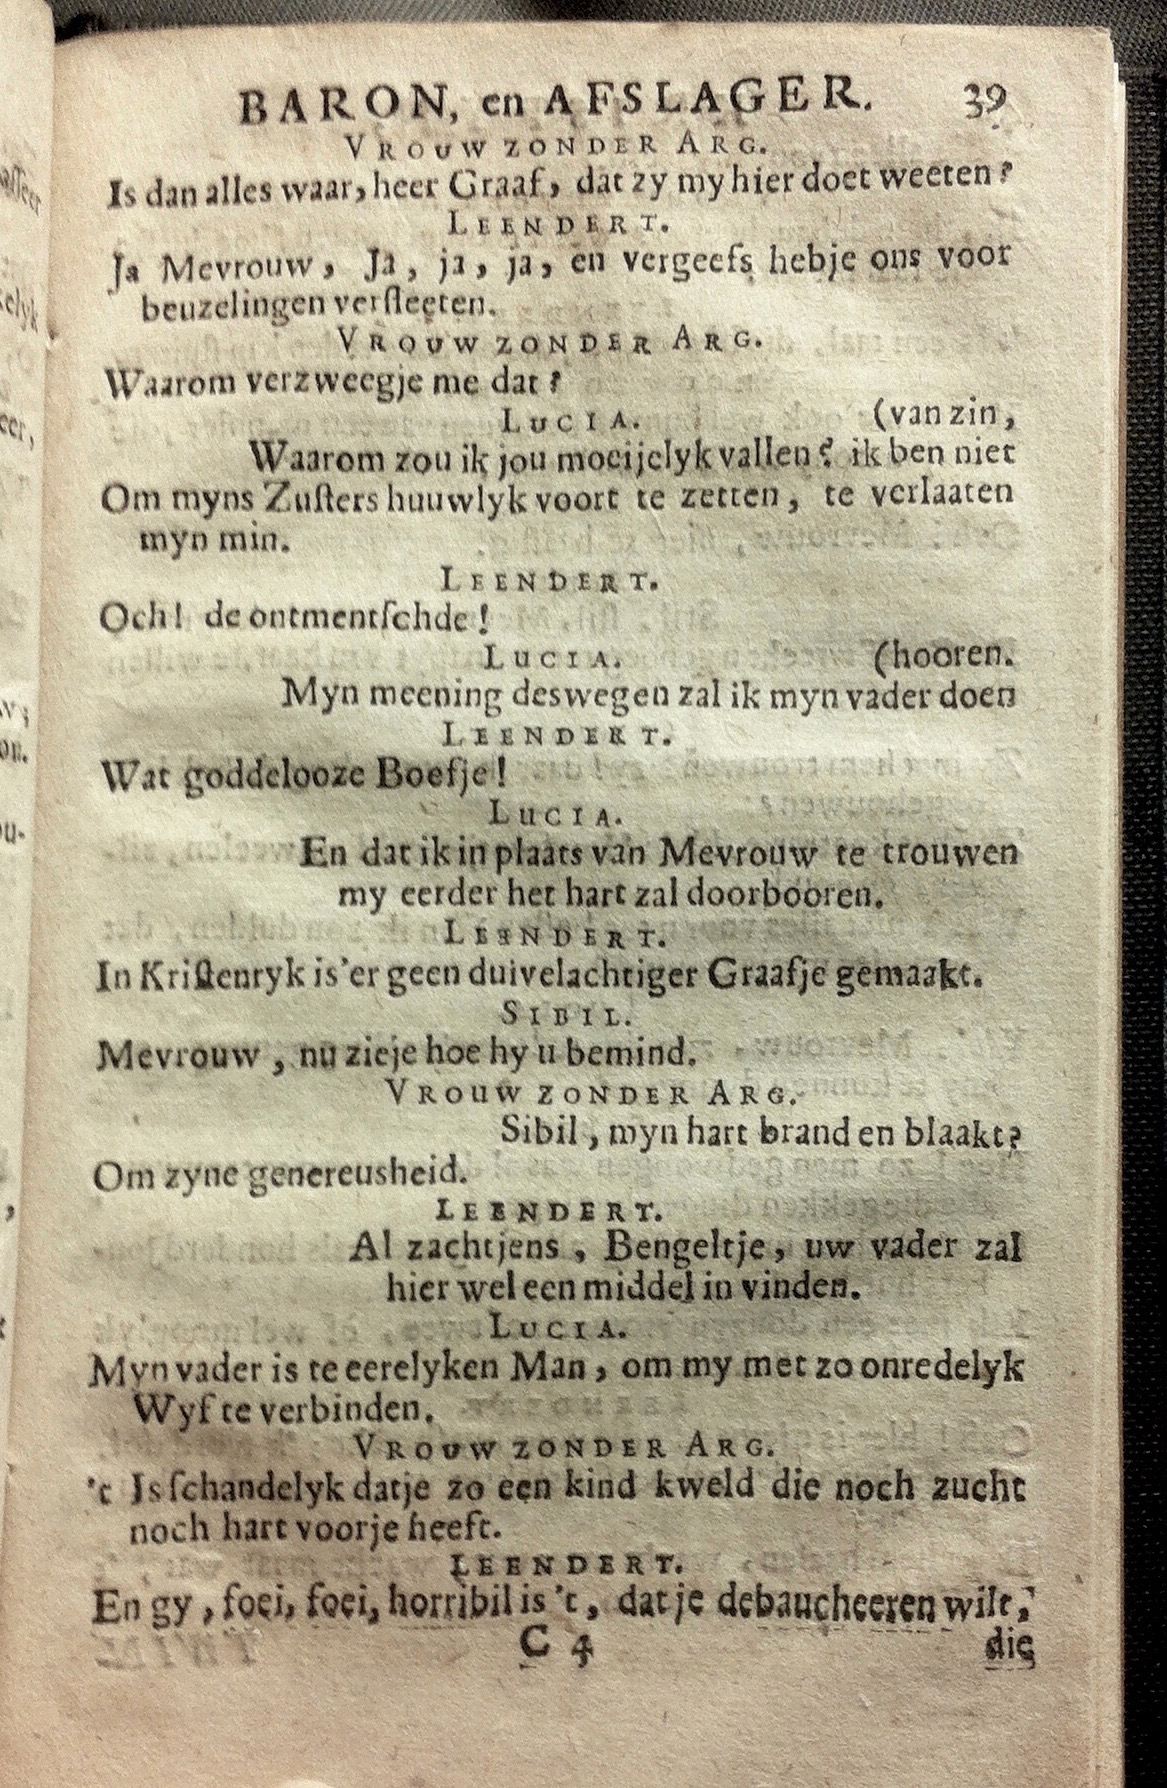 BARON, en AFSLAGER. 39
VROUW ZONDER ARG.
Is dan alles waar, heer Graaf, dat zy my hier doet weeten?
LEENDERT.
Ja Mevrouw, Ja, ja, ja, en vergeefs hebje ons voor
beuzelingen versleeten.
VROUW ZONDER ARG.
Waarom verzweegje me dat?
LUCIA. (van zin,
Waarom zou ik jou moeijelyk vallen? ik ben niet
Om myns Zuſters huuwlyk voort te zetten, te verlaaten
myn min.
LEENDERT.
Och! de ontmentſchde!
LUCIA. (hooren.
Myn meening deswegen zal ik myn vader doen
LEENDERT.
Wat goddelooze Boefje!
LUCIA.
En dat ik in plaats van Mevrouw te trouwen
my eerder het hart zal doorbooren.
LEENDERT.
In Kriſtenryk is 'er geen duivelachtiger Graafje gemaakt.
SIBIL.
Mevrouw, nu zieje hoe hy u bemind.
VROUW ZONDER ARG.
Sibil, myn hart brand en blaakt?
Om zyne genereusheid.
LEENDERT.
Al zachtjens, Bengeltje, uw vader zal
hier wel een middel in vinden.
LUCIA.
Myn vader is te eerelyken Man, om my met zo onredelyk
Wyf te verbinden.
VROUW ZONDER ARG.
't Is ſchandelyk datje zo een kind kweld die noch zucht
noch hart voorje heeft.
LEENDERT.
En gy, foei, foei, horribil is 't, dat je debaucheeren wilt,
C 4 die